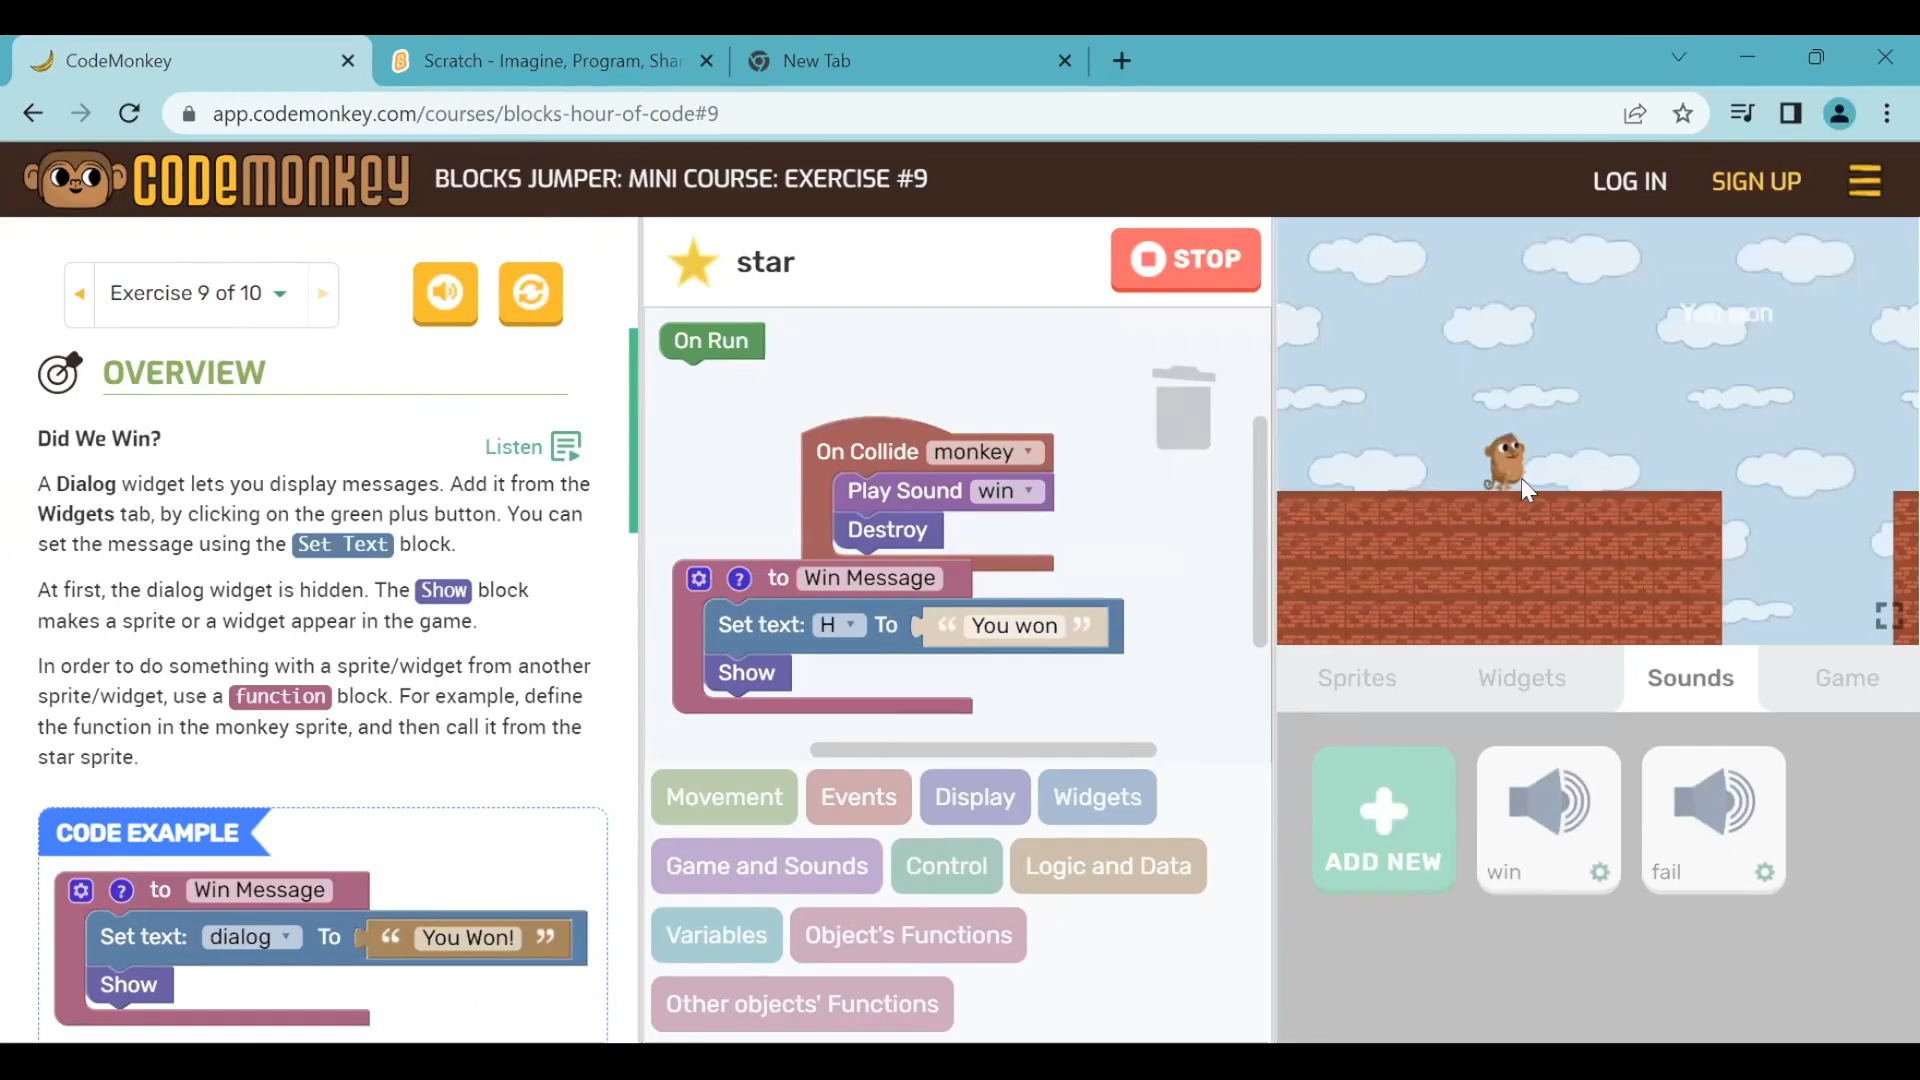 CodeMonkey
Scratch - Imagine, Program, Shar
New Tab
app.codemonkey.com/courses/blocks-hour-of-code#9
CODEMONKEY
BLOCKS JUMPER: MINI COURSE: EXERCISE #9
LOG IN
SIGN UP
Exercise 9 of 10
OVERVIEW
Did We Win?
Listen
A Dialog widget lets you display messages. Add it from the
Widgets tab, by clicking on the green plus button. You can
set the message using the Set Text block.
At first, the dialog widget is hidden. The Show block
makes a sprite or a widget appear in the game.
In order to do something with a sprite/widget from another
sprite/widget, use a function block. For example, define
the function in the monkey sprite, and then call it from the
star sprite.
CODE EXAMPLE
? to Win Message
Set text: dialog To “ You Won! ”
Show
star
STOP
On Run
On Collide monkey
Play Sound win
Destroy
? to Win Message
Set text: H To “ You won ”
Show
Movement
Events
Display
Widgets
Game and Sounds
Control
Logic and Data
Variables
Object's Functions
Other objects' Functions
You won
Sprites
Widgets
Sounds
Game
ADD NEW
win
fail